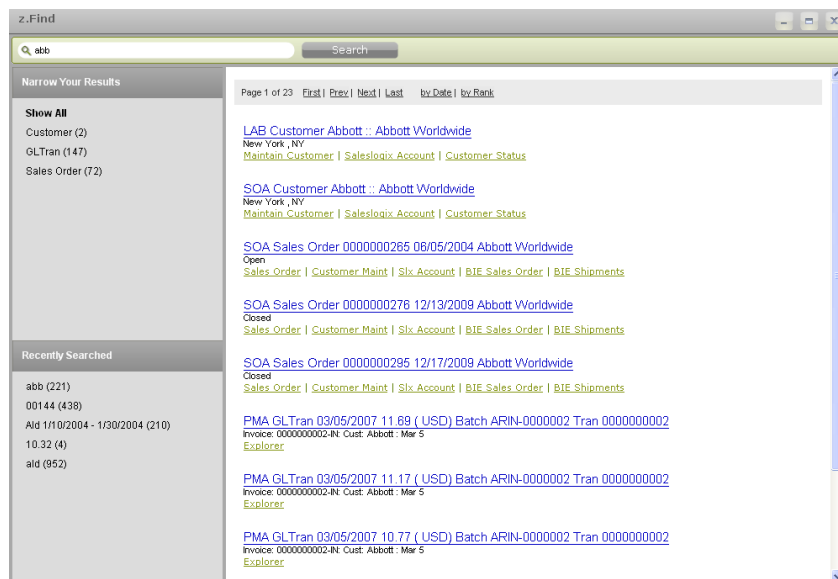 z.Find
abb
Search
Narrow Your Results
Show All
Customer (2)
GLTran (147)
Sales Order (72)
Recently Searched
abb (221)
00144 (438)
Ald 1/10/2004 - 1/30/2004 (210)
10.32 (4)
ald (952)
Page 1 of 23 First | Prev | Next | Last by Date | by Rank
LAB Customer Abbott :: Abbott Worldwide
New York , NY
Maintain Customer | Saleslogix Account | Customer Status
SOA Customer Abbott :: Abbott Worldwide
New York , NY
Maintain Customer | Saleslogix Account | Customer Status
SOA Sales Order 0000000265 06/05/2004 Abbott Worldwide
Open
Sales Order | Customer Maint | Slx Account | BIE Sales Order | BIE Shipments
SOA Sales Order 0000000276 12/13/2009 Abbott Worldwide
Closed
Sales Order | Customer Maint | Slx Account | BIE Sales Order | BIE Shipments
SOA Sales Order 0000000295 12/17/2009 Abbott Worldwide
Closed
Sales Order | Customer Maint | Slx Account | BIE Sales Order | BIE Shipments
PMA GLTran 03/05/2007 11.69 ( USD) Batch ARIN-0000002 Tran 0000000002
Invoice: 0000000002-IN: Cust: Abbott : Mar 5
Explorer
PMA GLTran 03/05/2007 11.17 ( USD) Batch ARIN-0000002 Tran 0000000002
Invoice: 0000000002-IN: Cust: Abbott : Mar 5
Explorer
PMA GLTran 03/05/2007 10.77 ( USD) Batch ARIN-0000002 Tran 0000000002
Invoice: 0000000002-IN: Cust: Abbott : Mar 5
Explorer